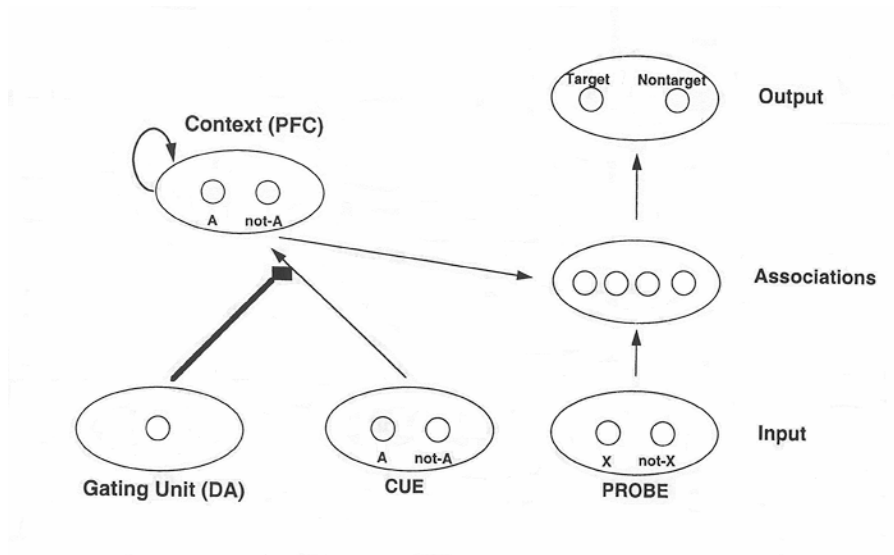 Target Nontarget
Output
Context (PFC)
A not-A
Associations
A not-A
X not-X
Input
Gating Unit (DA)
CUE
PROBE